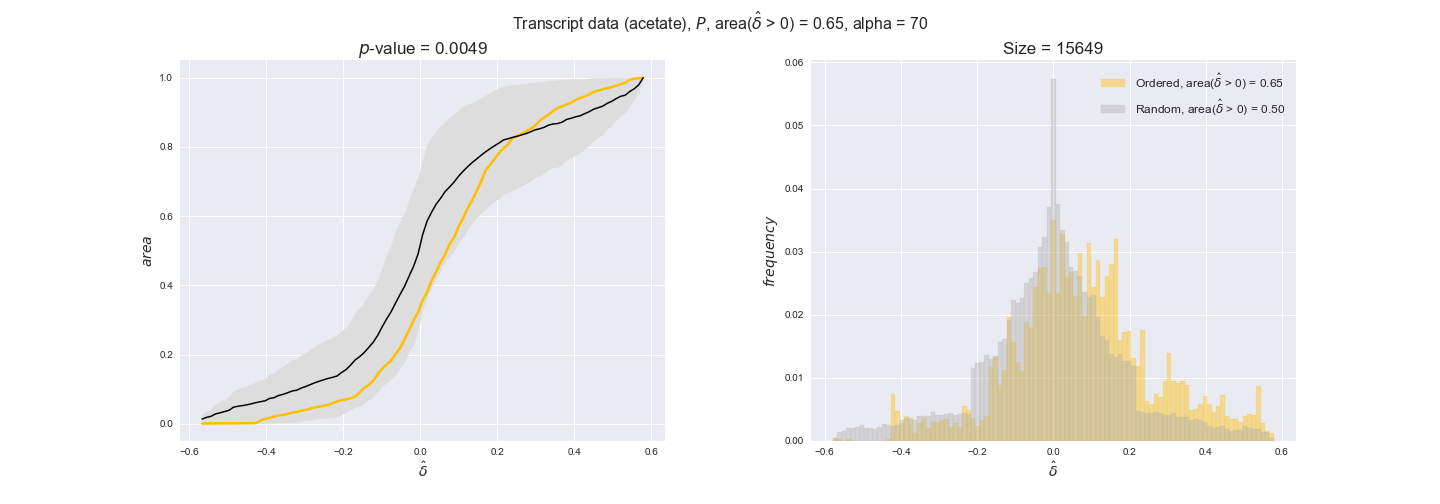 Transcript data (acetate), P, area(δ̂ > 0) = 0.65, alpha = 70
p-value = 0.0049
1.0
0.8
0.6
0.4
0.2
0.0
area
−0.6 −0.4 −0.2 0.0 0.2 0.4 0.6
δ̂
Size = 15649
0.06
0.05
0.04
0.03
0.02
0.01
0.00
frequency
Ordered, area(δ̂ > 0) = 0.65
Random, area(δ̂ > 0) = 0.50
−0.6 −0.4 −0.2 0.0 0.2 0.4 0.6
δ̂